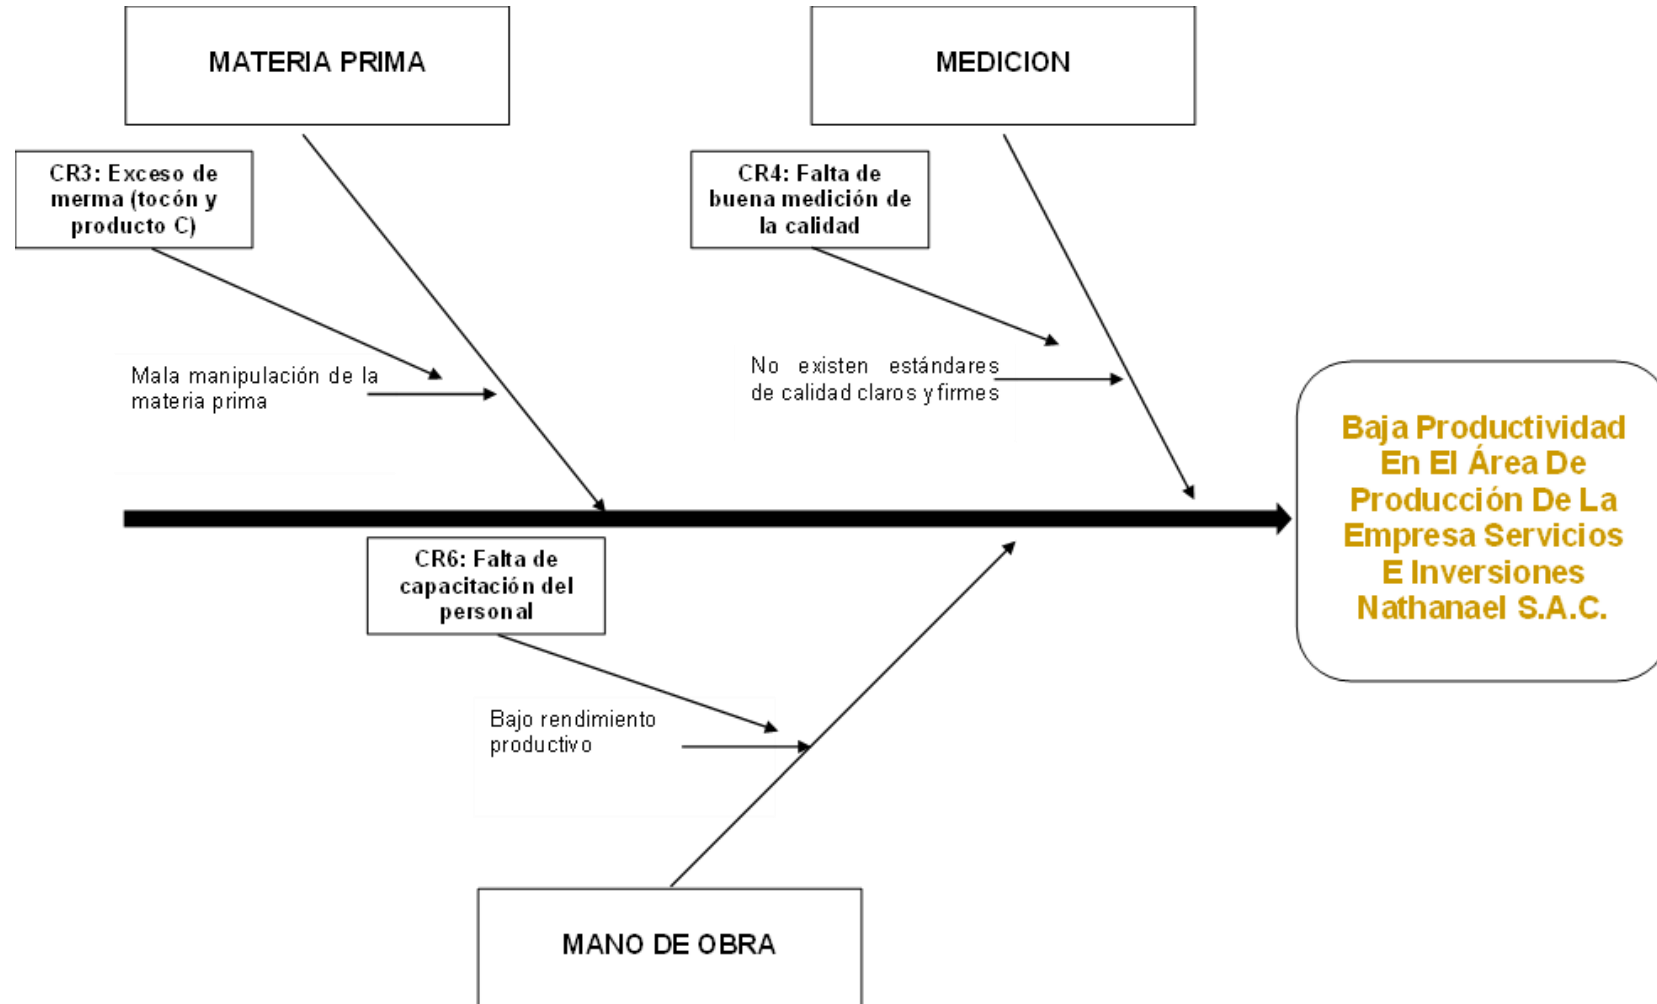 MATERIA PRIMA
MEDICION
CR3: Exceso de
merma (tocón y
producto C)
CR4: Falta de
buena medición de
la calidad
Mala manipulación de la
materia prima
No existen estándares
de calidad claros y firmes
Baja Productividad
En El Área De
Producción De La
Empresa Servicios
E Inversiones
Nathanael S.A.C.
CR6: Falta de
capacitación del
personal
Bajo rendimiento
productivo
MANO DE OBRA